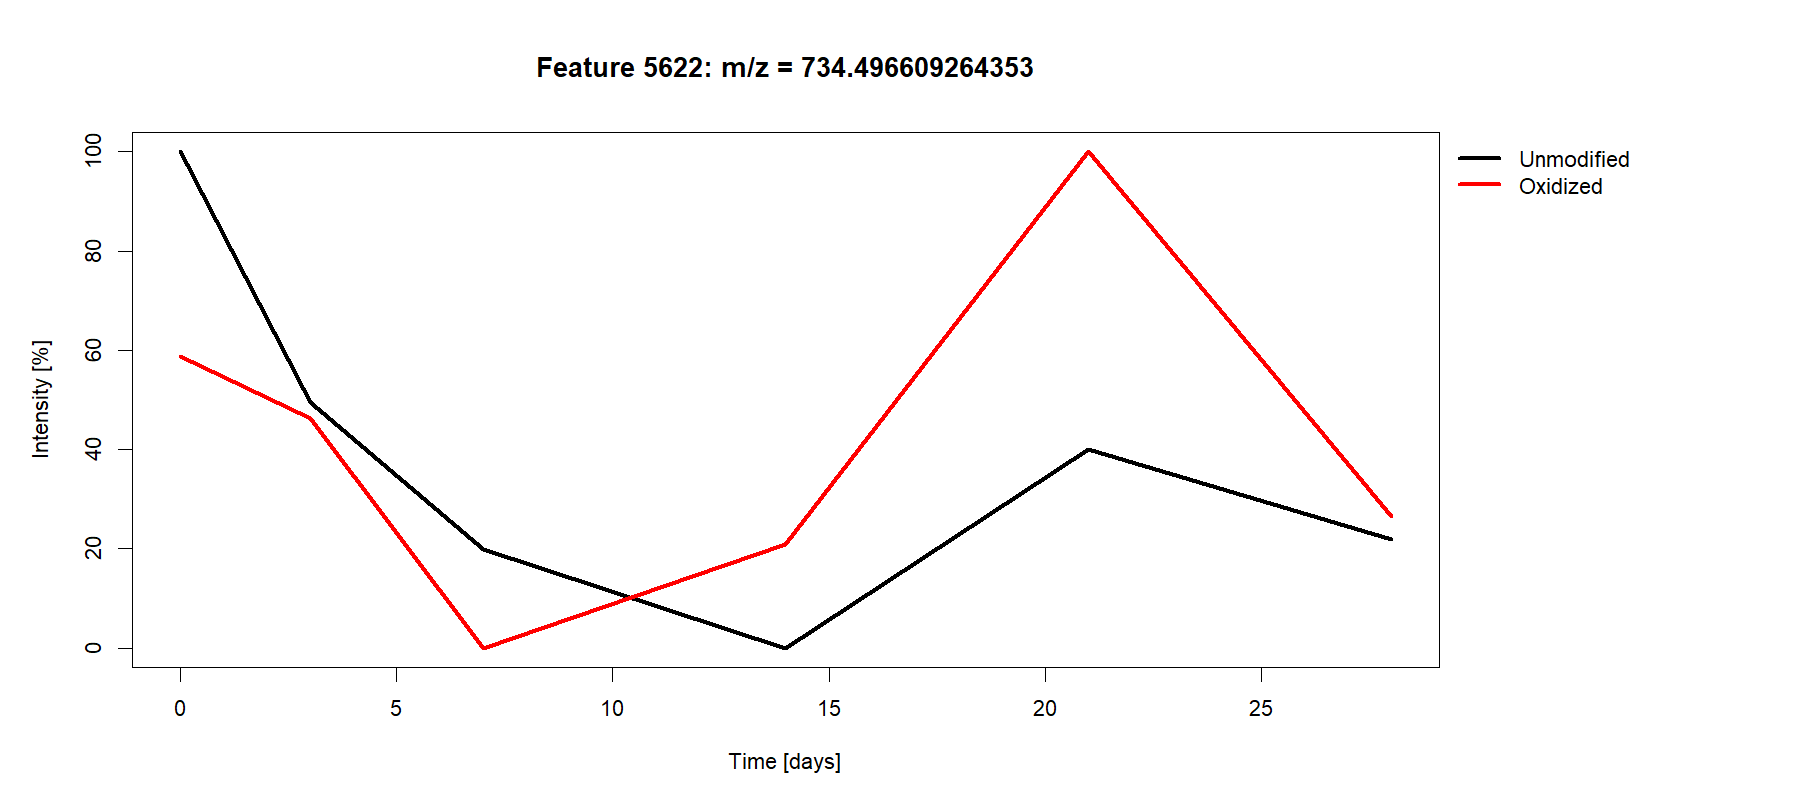 Feature 5622: m/z = 734.496609264353
Unmodified
Oxidized
Intensity [%]
100
80
60
40
20
0
0 5 10 15 20 25
Time [days]